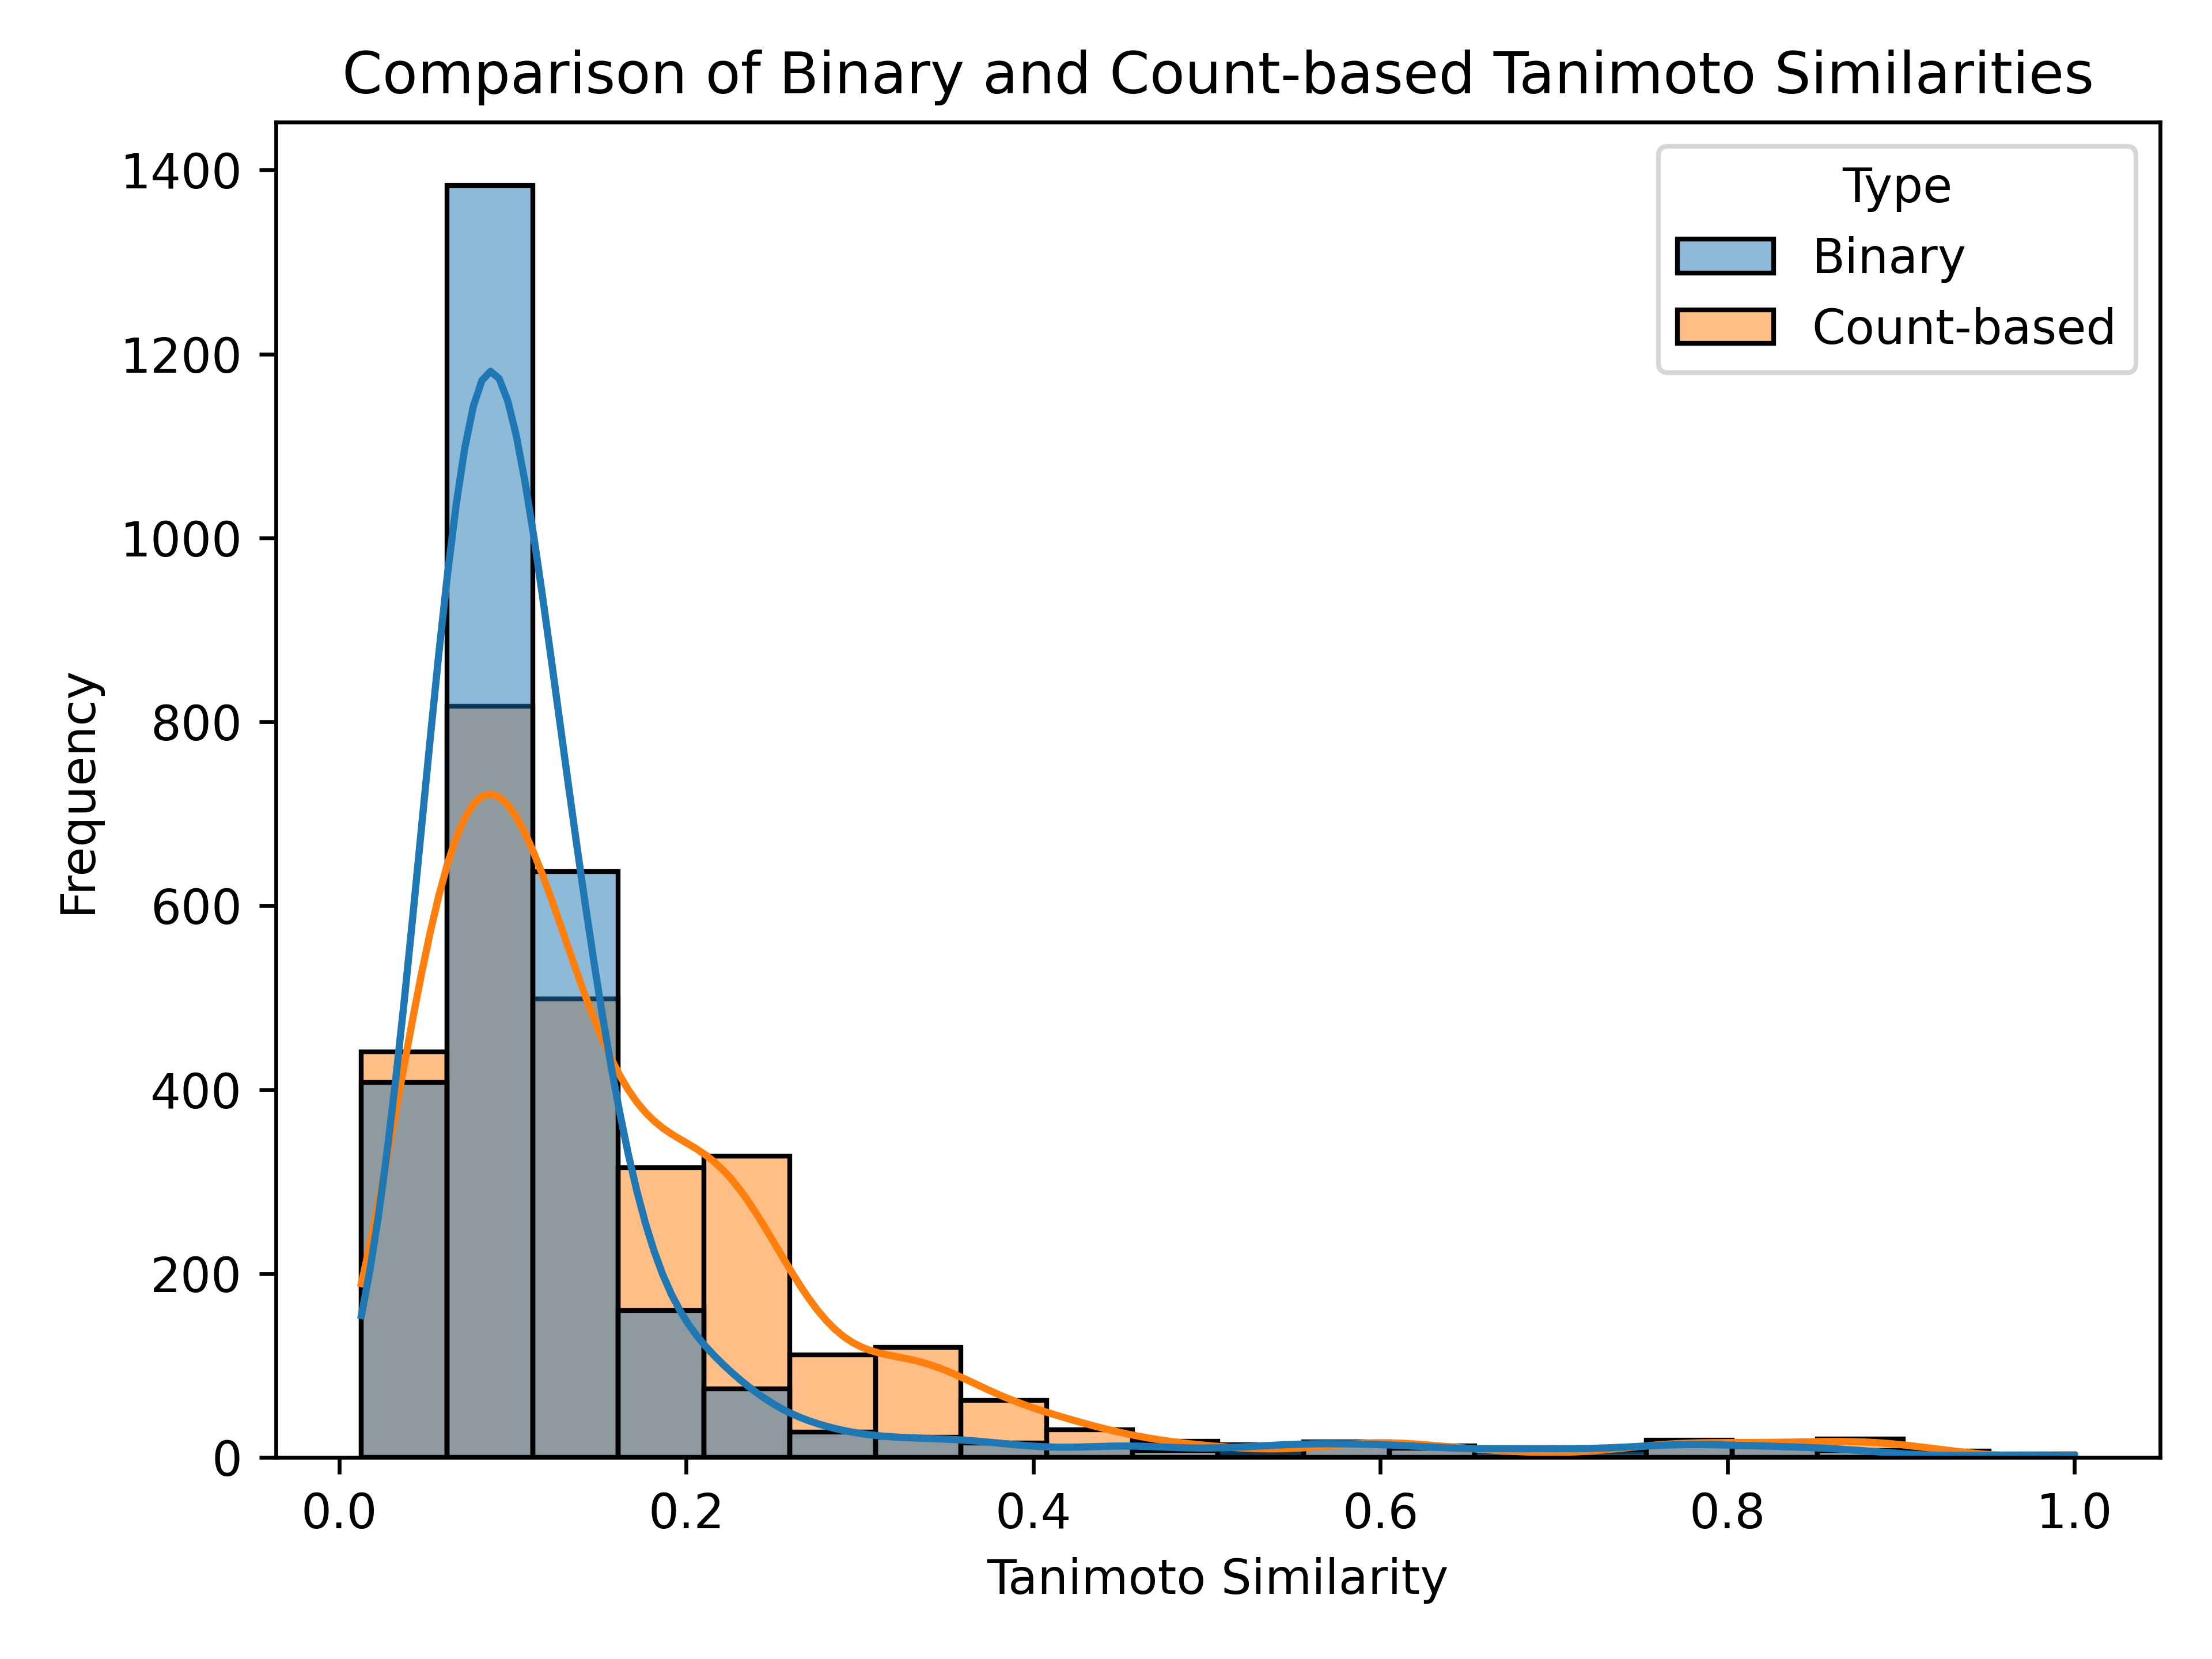 Comparison of Binary and Count-based Tanimoto Similarities
Type
Binary
Count-based
Frequency
1400
1200
1000
800
600
400
200
0
0.0 0.2 0.4 0.6 0.8 1.0
Tanimoto Similarity